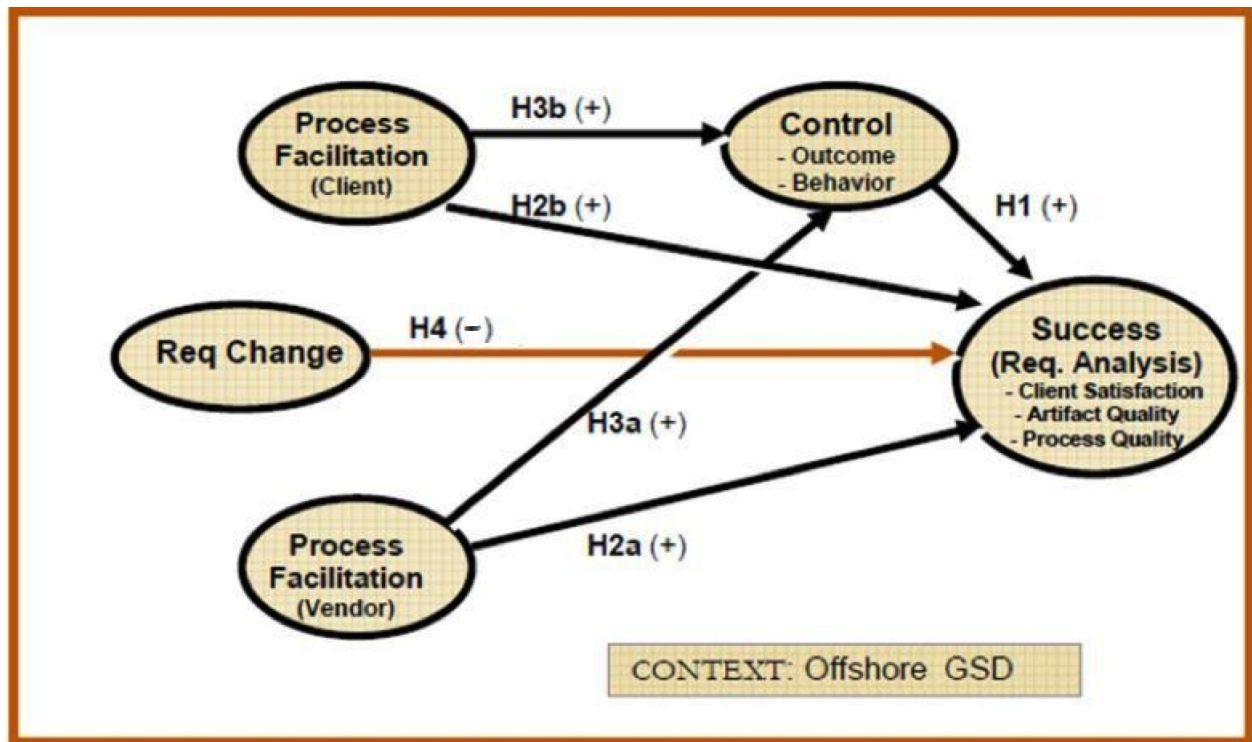 H3b (+)
Process
Facilitation
(Client)
Control
- Outcome
- Behavior
H2b (+)
H1 (+)
H4 (−)
Req Change
Success
(Req. Analysis)
- Client Satisfaction
- Artifact Quality
- Process Quality
H3a (+)
Process
Facilitation
(Vendor)
H2a (+)
CONTEXT: Offshore GSD